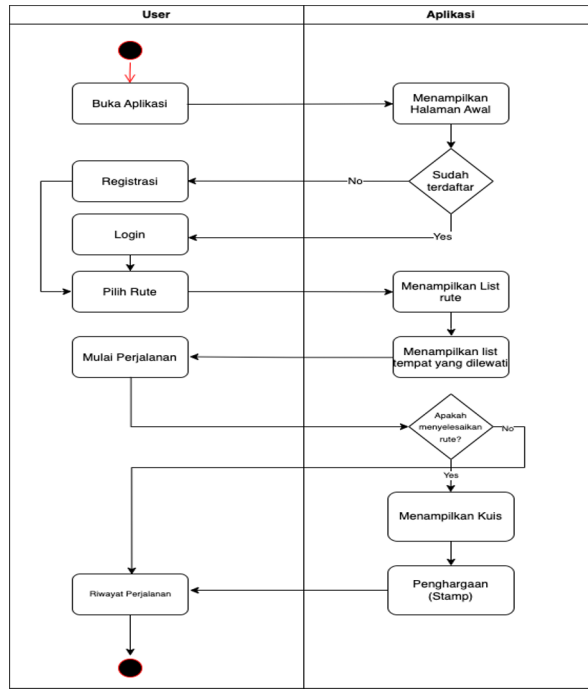 User
Aplikasi
Buka Aplikasi
Menampilkan
Halaman Awal
Sudah
terdaftar
No
Registrasi
Yes
Login
Pilih Rute
Menampilkan List
rute
Menampilkan list
tempat yang dilewati
Mulai Perjalanan
Apakah
menyelesaikan
rute?
No
Yes
Menampilkan Kuis
Penghargaan
(Stamp)
Riwayat Perjalanan